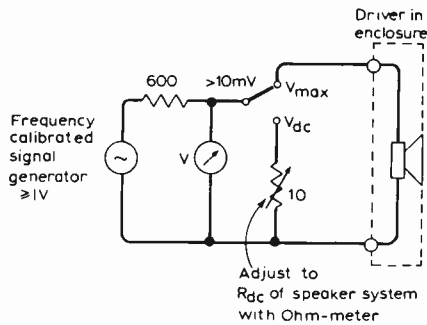 Driver in
enclosure
600
>10mV
Vmax
Frequency
calibrated
signal
generator
⩾1V
V
Vdc
10
Adjust to
Rdc of speaker system
with Ohm-meter